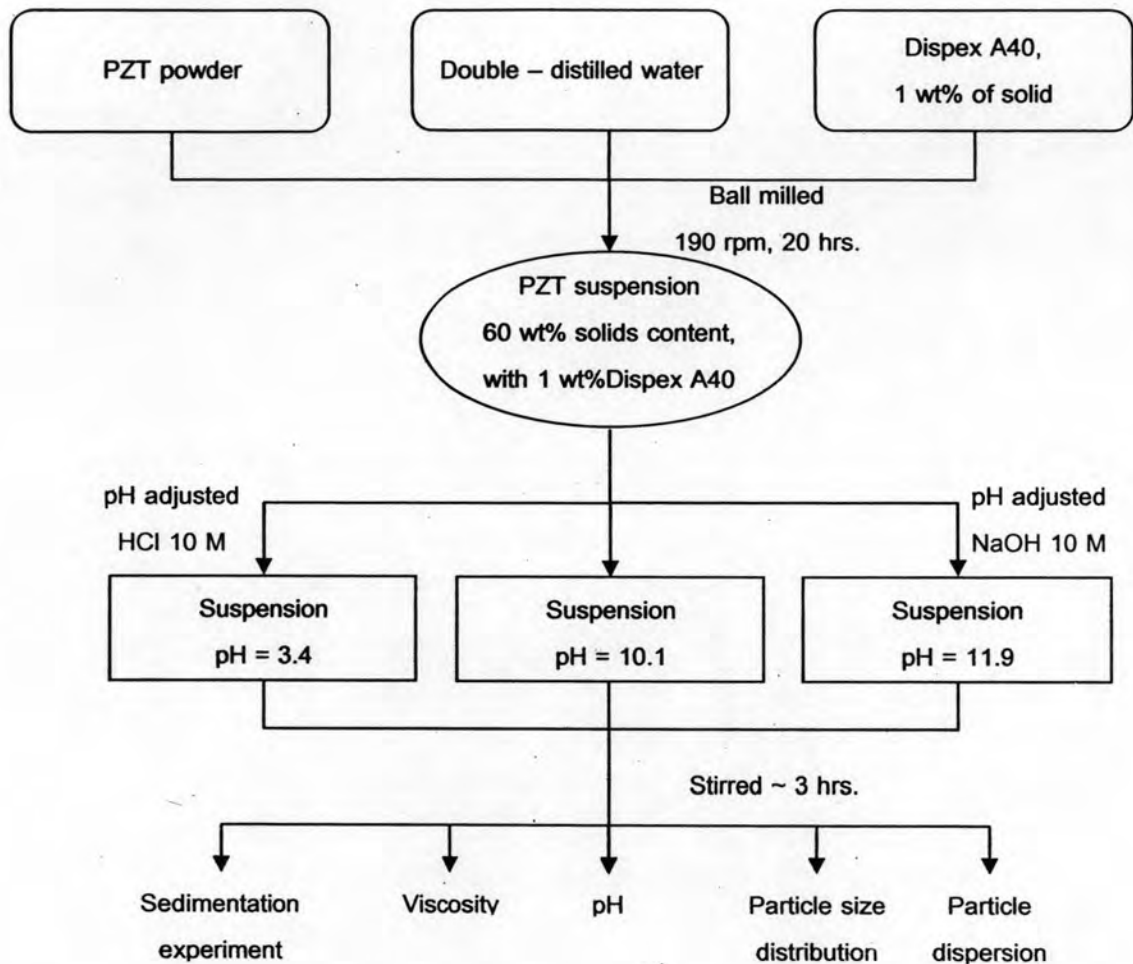 PZT powder
Double – distilled water
Dispex A40,
1 wt% of solid
Ball milled
190 rpm, 20 hrs.
PZT suspension
60 wt% solids content,
with 1 wt%Dispex A40
pH adjusted
HCl 10 M
pH adjusted
NaOH 10 M
Suspension
pH = 3.4
Suspension
pH = 10.1
Suspension
pH = 11.9
Stirred ~ 3 hrs.
Sedimentation
experiment
Viscosity
pH
Particle size
distribution
Particle
dispersion